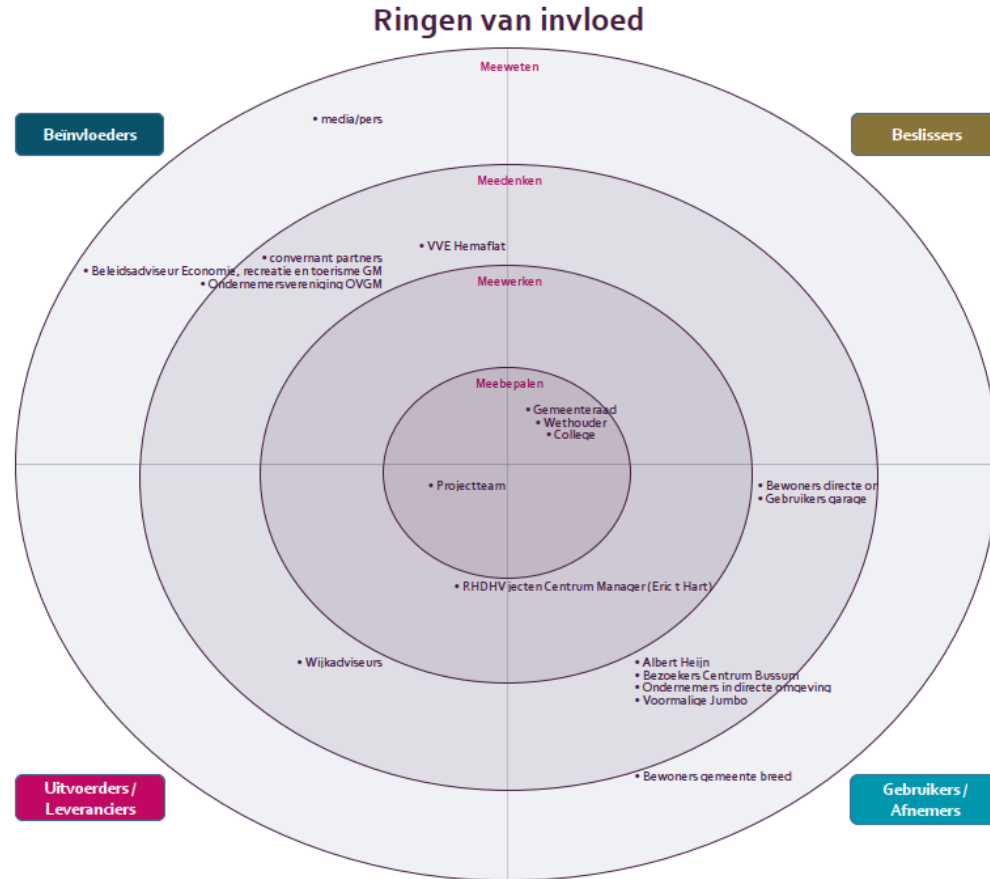 Ringen van invloed
Meeweten
• media/pers
Beïnvloeders
Beslissers
Meedenken
• VVE Hemaflat
• convernant partners
• Beleidsadviseur Economie, recreatie en toerisme GM
• Ondernemersvereniging OVGM
Meewerken
Meebepalen
• Gemeenteraad
• Wethouder
• College
• Projectteam
• Bewoners directe or
• Gebruikers garage
• RHDHV jecten Centrum Manager (Eric t Hart)
• Wijkadviseurs
• Albert Heijn
• Bezoekers Centrum Bussum
• Ondernemers in directe omgeving
• Voormalige Jumbo
• Bewoners gemeente breed
Uitvoerders /
Leveranciers
Gebruikers /
Afnemers